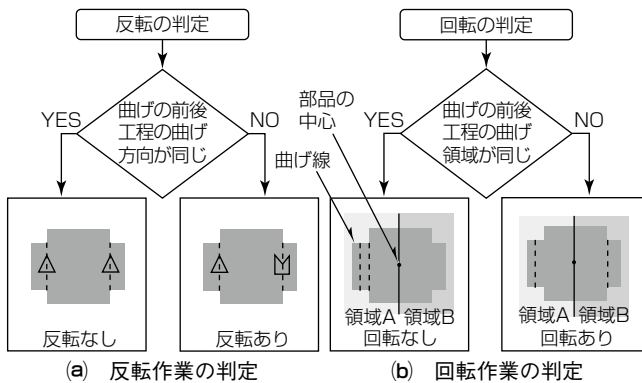 反転の判定
曲げの前後
工程の曲げ
方向が同じ
YES
NO
反転なし
反転あり
(a) 反転作業の判定
回転の判定
曲げの前後
工程の曲げ
領域が同じ
YES
NO
部品の
中心
曲げ線
領域A 領域B
回転なし
領域A 領域B
回転あり
(b) 回転作業の判定